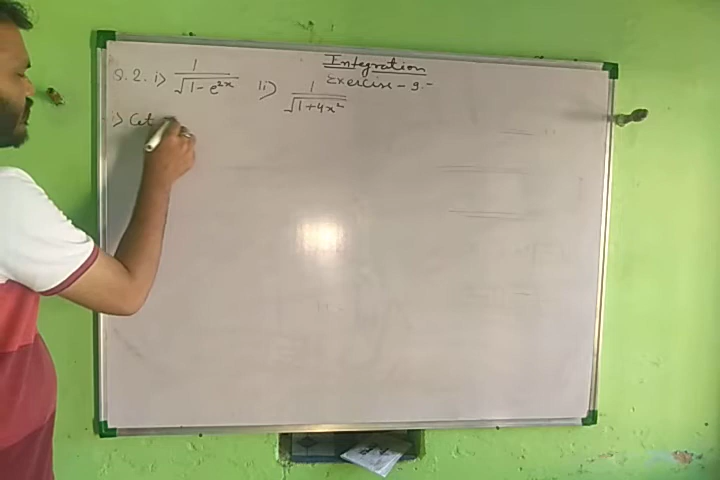 Integration
Exercise - 9.-
Q.2. i) 1/√(1-e^2x) ii) 1/√(1+4x²)
i) Let